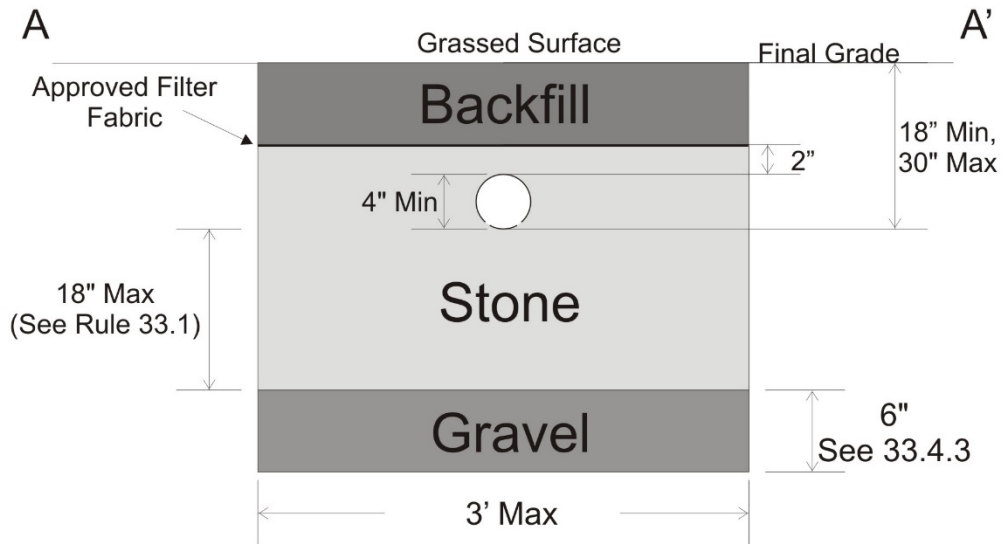 A
A’
Grassed Surface
Final Grade
Approved Filter
Fabric
Backfill
18” Min,
30" Max
2”
4" Min
18" Max
(See Rule 33.1)
Stone
Gravel
6"
See 33.4.3
3’ Max